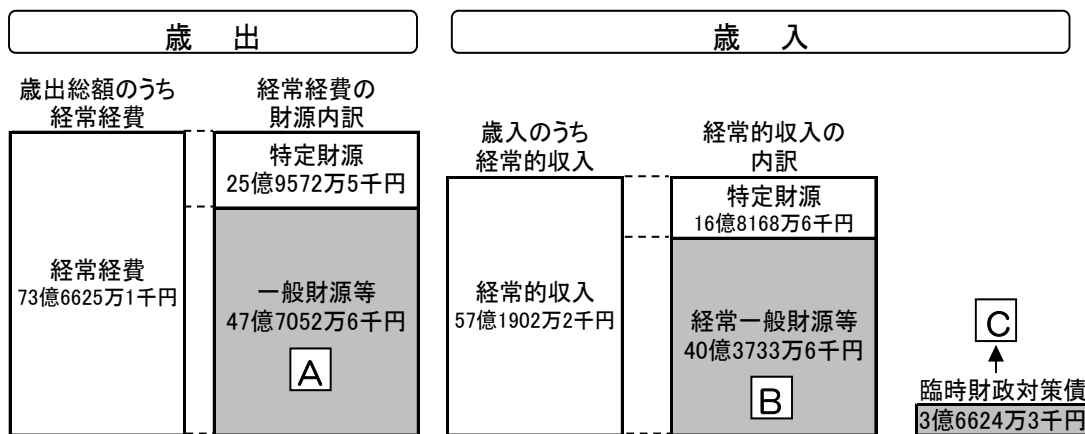 歳　出
歳　入
歳出総額のうち
経常経費
経常経費の
財源内訳
歳入のうち
経常的収入
経常的収入の
内訳
特定財源
25億9572万5千円
特定財源
16億8168万6千円
経常経費
73億6625万1千円
一般財源等
47億7052万6千円
A
経常的収入
57億1902万2千円
経常一般財源等
40億3733万6千円
B
C
臨時財政対策債
3億6624万3千円